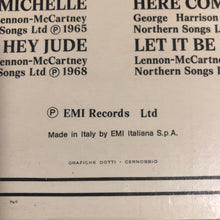 MICHELLE
HERE COM
Lennon-McCartney
George Harrison
Songs Ltd Ⓟ 1965
Northern Songs Ltd
HEY JUDE
LET IT BE
Lennon-McCartney
Lennon-McCartney
Songs Ltd Ⓟ 1968
Northern Songs Ltd
Ⓟ EMI Records Ltd
Made in Italy by EMI Italiana S.p.A.
GRAFICHE DOTTI - CERNOBBIO